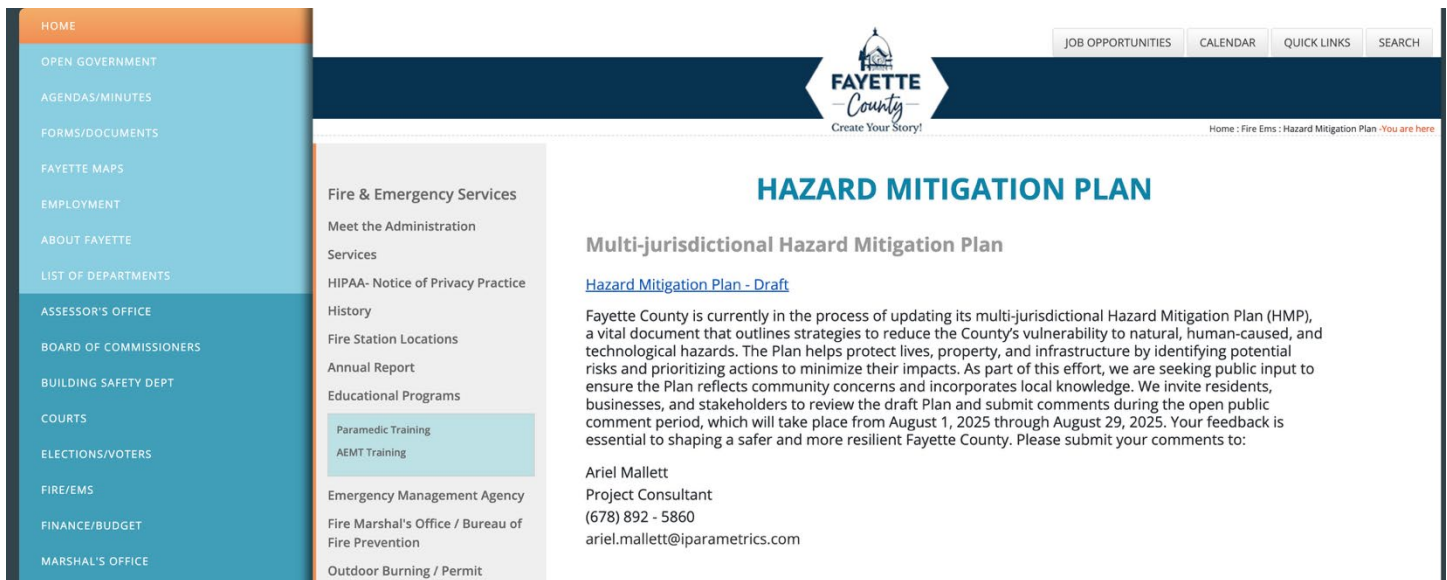 HOME
OPEN GOVERNMENT
AGENDAS/MINUTES
FORMS/DOCUMENTS
FAYETTE MAPS
EMPLOYMENT
ABOUT FAYETTE
LIST OF DEPARTMENTS
ASSESSOR'S OFFICE
BOARD OF COMMISSIONERS
BUILDING SAFETY DEPT
COURTS
ELECTIONS/VOTERS
FIRE/EMS
FINANCE/BUDGET
MARSHAL'S OFFICE
JOB OPPORTUNITIES
CALENDAR
QUICK LINKS
SEARCH
FAYETTE
County
Create Your Story!
Home : Fire Ems : Hazard Mitigation Plan -You are here
Fire & Emergency Services
Meet the Administration
Services
HIPAA- Notice of Privacy Practice
History
Fire Station Locations
Annual Report
Educational Programs
Paramedic Training
AEMT Training
Emergency Management Agency
Fire Marshal's Office / Bureau of
Fire Prevention
Outdoor Burning / Permit
HAZARD MITIGATION PLAN
Multi-jurisdictional Hazard Mitigation Plan
Hazard Mitigation Plan - Draft
Fayette County is currently in the process of updating its multi-jurisdictional Hazard Mitigation Plan (HMP),
a vital document that outlines strategies to reduce the County's vulnerability to natural, human-caused, and
technological hazards. The Plan helps protect lives, property, and infrastructure by identifying potential
risks and prioritizing actions to minimize their impacts. As part of this effort, we are seeking public input to
ensure the Plan reflects community concerns and incorporates local knowledge. We invite residents,
businesses, and stakeholders to review the draft Plan and submit comments during the open public
comment period, which will take place from August 1, 2025 through August 29, 2025. Your feedback is
essential to shaping a safer and more resilient Fayette County. Please submit your comments to:
Ariel Mallett
Project Consultant
(678) 892 - 5860
ariel.mallett@iparametrics.com